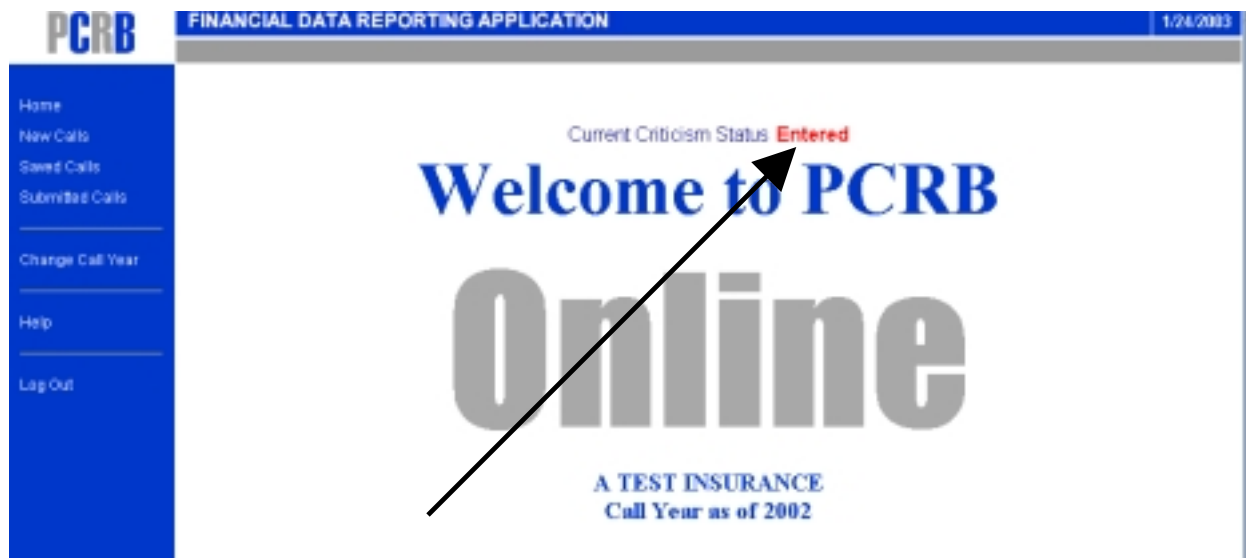 PCRB
FINANCIAL DATA REPORTING APPLICATION
1/24/2003
Home
New Calls
Saved Calls
Submitted Calls
Change Call Year
Help
Log Out
Current Criticism Status Entered
Welcome to PCRB
Online
A TEST INSURANCE
Call Year as of 2002